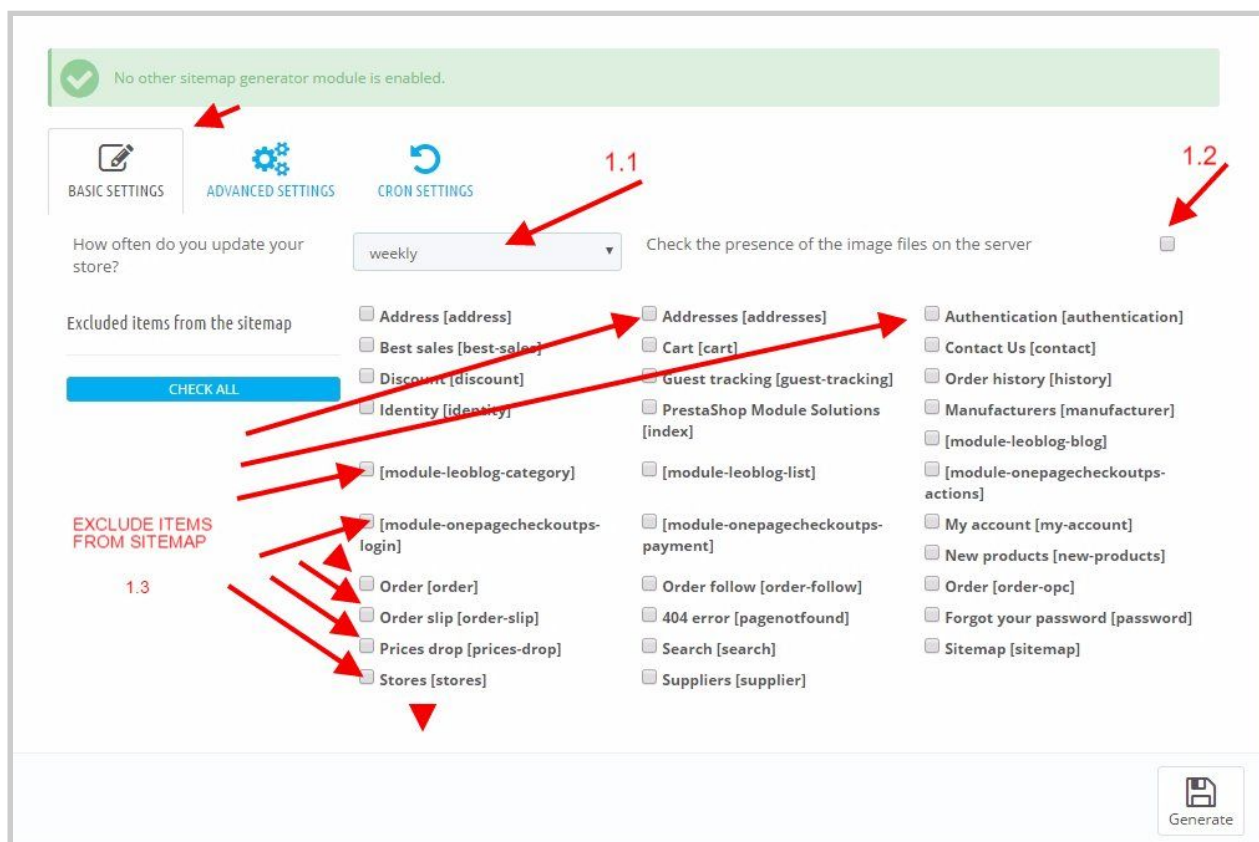 No other sitemap generator module is enabled.
1.1
1.2
BASIC SETTINGS
ADVANCED SETTINGS
CRON SETTINGS
How often do you update your
store?
weekly
Check the presence of the image files on the server
Excluded items from the sitemap
CHECK ALL
Address [address]
Addresses [addresses]
Authentication [authentication]
Best sales [best-sales]
Cart [cart]
Contact Us [contact]
Discount [discount]
Guest tracking [guest-tracking]
Order history [history]
Identity [identity]
PrestaShop Module Solutions
[index]
Manufacturers [manufacturer]
[module-leoblog-blog]
[module-leoblog-category]
[module-leoblog-list]
[module-onepagecheckoutps-
actions]
EXCLUDE ITEMS
FROM SITEMAP
1.3
[module-onepagecheckoutps-
login]
[module-onepagecheckoutps-
payment]
My account [my-account]
New products [new-products]
Order [order]
Order follow [order-follow]
Order [order-opc]
Order slip [order-slip]
404 error [pagenotfound]
Forgot your password [password]
Prices drop [prices-drop]
Search [search]
Sitemap [sitemap]
Stores [stores]
Suppliers [supplier]
Generate